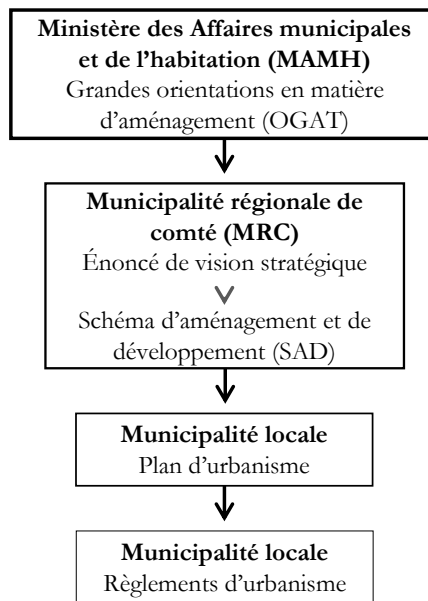 Ministère des Affaires municipales
et de l’habitation (MAMH)
Grandes orientations en matière
d’aménagement (OGAT)
Municipalité régionale de
comté (MRC)
Énoncé de vision stratégique
Schéma d’aménagement et de
développement (SAD)
Municipalité locale
Plan d’urbanisme
Municipalité locale
Règlements d’urbanisme